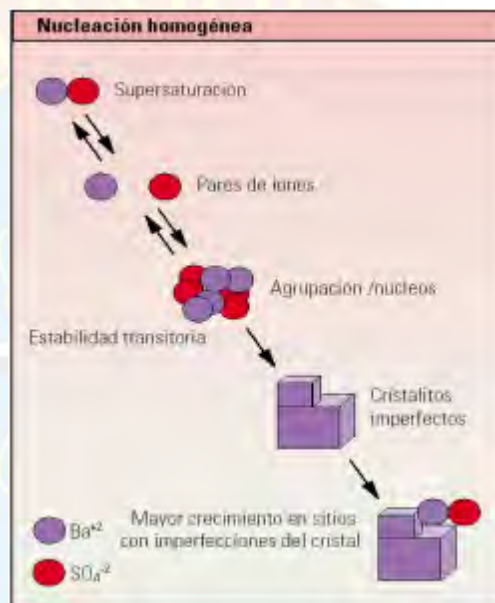 Nucleación homogénea
Supersaturación
Pares de iones
Agrupación /núcleos
Estabilidad transitoria
Cristalitos
imperfectos
Mayor crecimiento en sitios
con imperfecciones del cristal
Ba⁺²
SO₄⁻²